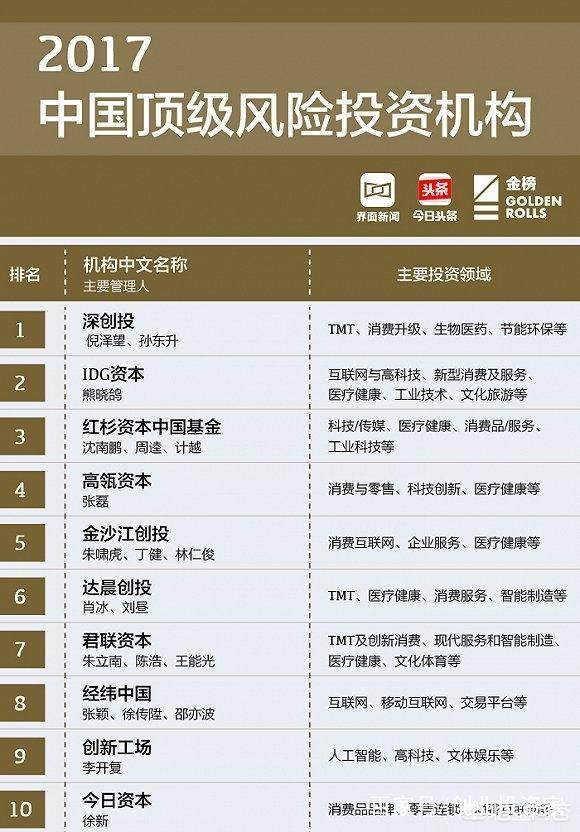 2017
中国顶级风险投资机构
界面新闻
头条
今日头条
金榜
GOLDEN
ROLLS
排名
机构中文名称
主要管理人
主要投资领域
1
深创投
倪泽望、孙东升
TMT、消费升级、生物医药、节能环保等
2
IDG资本
熊晓鸽
互联网与高科技、新型消费及服务、
医疗健康、工业技术、文化旅游等
3
红杉资本中国基金
沈南鹏、周逵、计越
科技/传媒、医疗健康、消费品/服务、
工业科技等
4
高瓴资本
张磊
消费与零售、科技创新、医疗健康等
5
金沙江创投
朱啸虎、丁健、林仁俊
消费互联网、企业服务、医疗健康等
6
达晨创投
肖冰、刘昼
TMT、医疗健康、消费服务、智能制造等
7
君联资本
朱立南、陈浩、王能光
TMT及创新消费、现代服务和智能制造、
医疗健康、文化体育等
8
经纬中国
张颖、徐传陞、邵亦波
互联网、移动互联网、交易平台等
9
创新工场
李开复
人工智能、高科技、文体娱乐等
10
今日资本
徐新
消费品品牌、零售连锁、